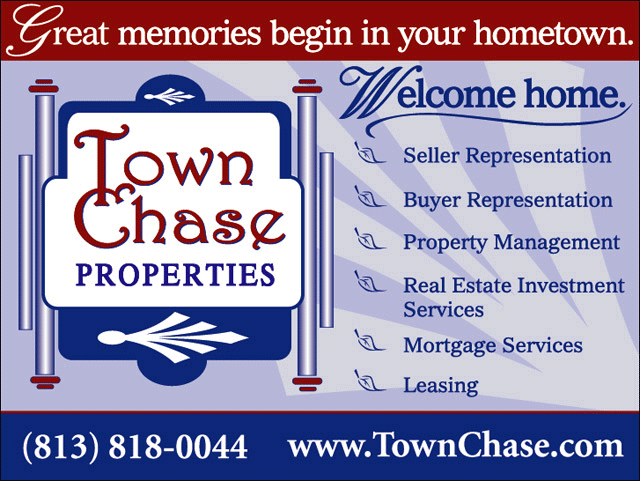 Great memories begin in your hometown.
Town
Chase
PROPERTIES
Welcome home.
Seller Representation
Buyer Representation
Property Management
Real Estate Investment
Services
Mortgage Services
Leasing
(813) 818-0044 www.TownChase.com